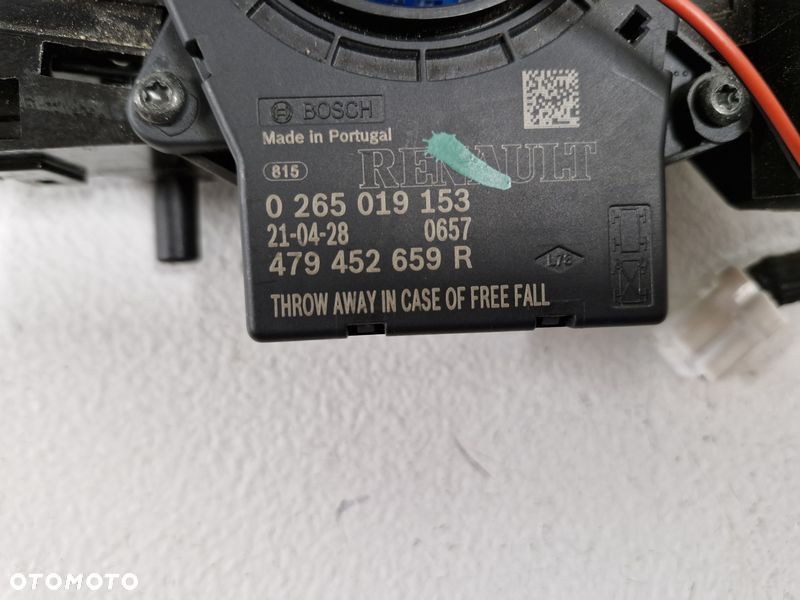 BOSCH
Made in Portugal
RENAULT
815
0 265 019 153
21-04-28 0657
479 452 659 R
L78
THROW AWAY IN CASE OF FREE FALL
OTOMOTO